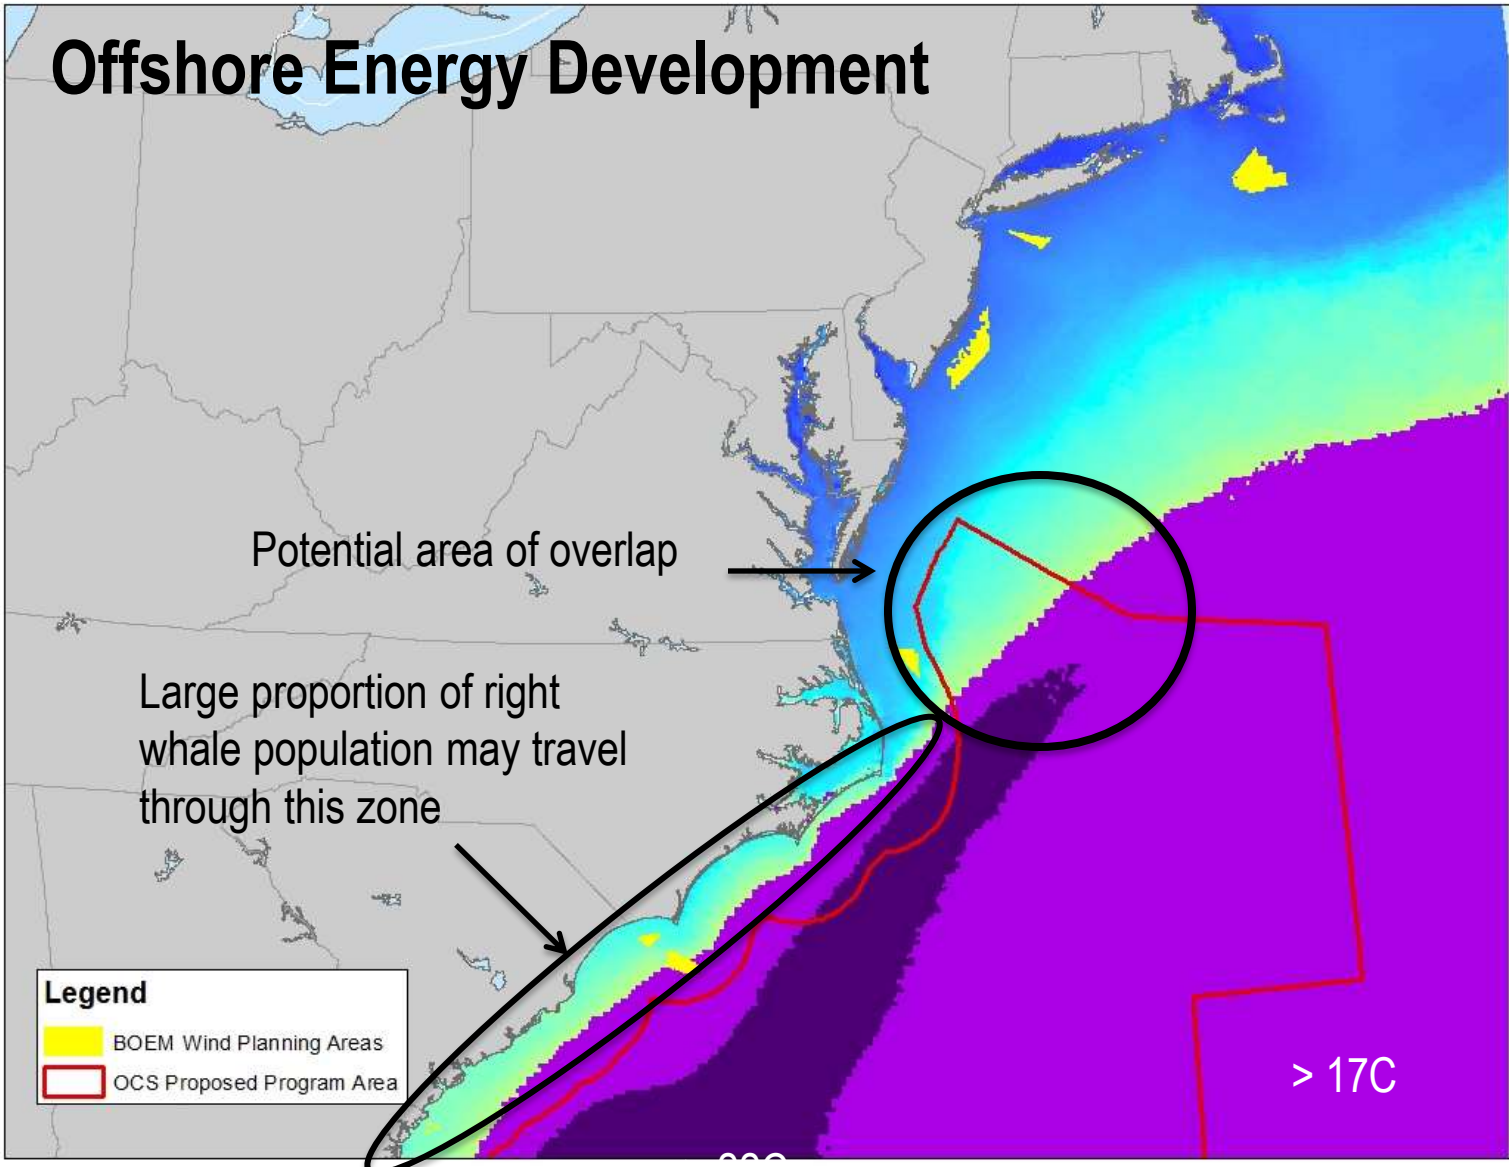 Offshore Energy Development
Potential area of overlap
Large proportion of right
whale population may travel
through this zone
Legend
BOEM Wind Planning Areas
OCS Proposed Program Area
> 17C